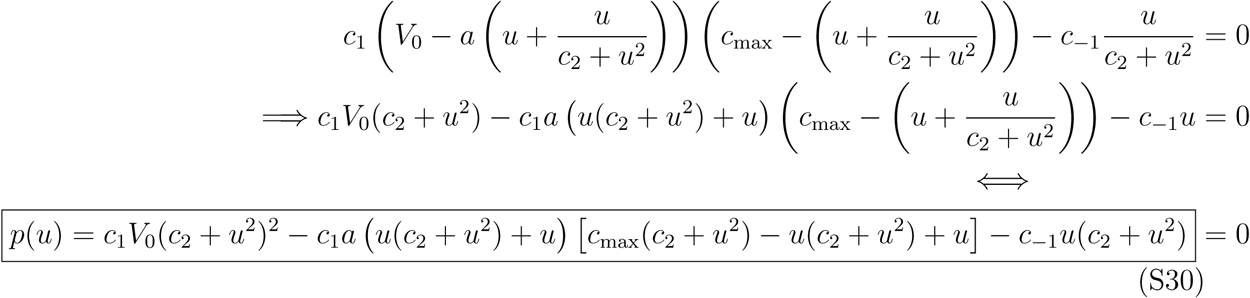 $c_1 \left( V_0 - a \left( u + \frac{u}{c_2 + u^2} \right) \right) \left( c_{\max} - \left( u + \frac{u}{c_2 + u^2} \right) \right) - c_{-1} \frac{u}{c_2 + u^2} = 0$
$\Longrightarrow c_1 V_0 (c_2 + u^2) - c_1 a \left( u(c_2 + u^2) + u \right) \left( c_{\max} - \left( u + \frac{u}{c_2 + u^2} \right) \right) - c_{-1} u = 0$
$\Longleftrightarrow$
$p(u) = c_1 V_0 (c_2 + u^2)^2 - c_1 a \left( u(c_2 + u^2) + u \right) \left[ c_{\max} (c_2 + u^2) - u(c_2 + u^2) + u \right] - c_{-1} u(c_2 + u^2) = 0$
(S30)